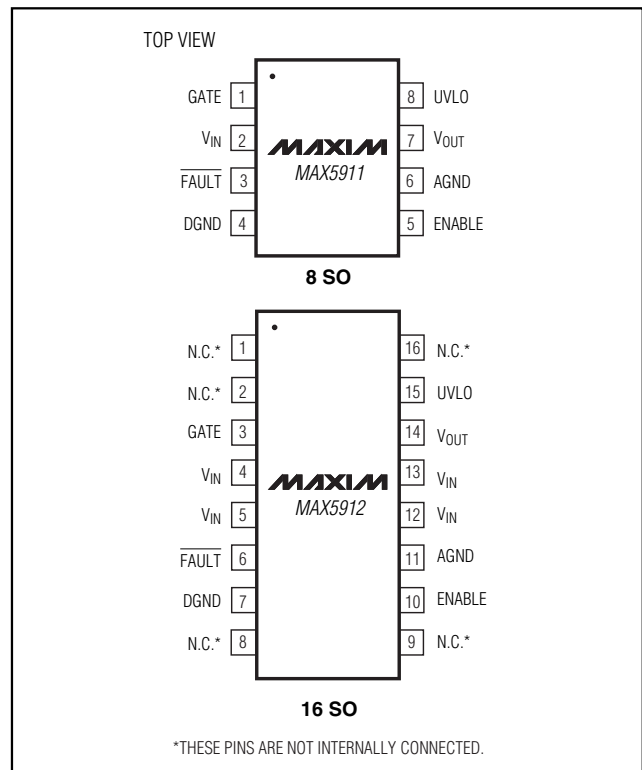 TOP VIEW
GATE 1
VIN 2
FAULT 3
DGND 4
MAXIM
MAX5911
8 UVLO
7 VOUT
6 AGND
5 ENABLE
8 SO
N.C.* 1
N.C.* 2
GATE 3
VIN 4
VIN 5
FAULT 6
DGND 7
N.C.* 8
MAXIM
MAX5912
16 N.C.*
15 UVLO
14 VOUT
13 VIN
12 VIN
11 AGND
10 ENABLE
9 N.C.*
16 SO
*THESE PINS ARE NOT INTERNALLY CONNECTED.